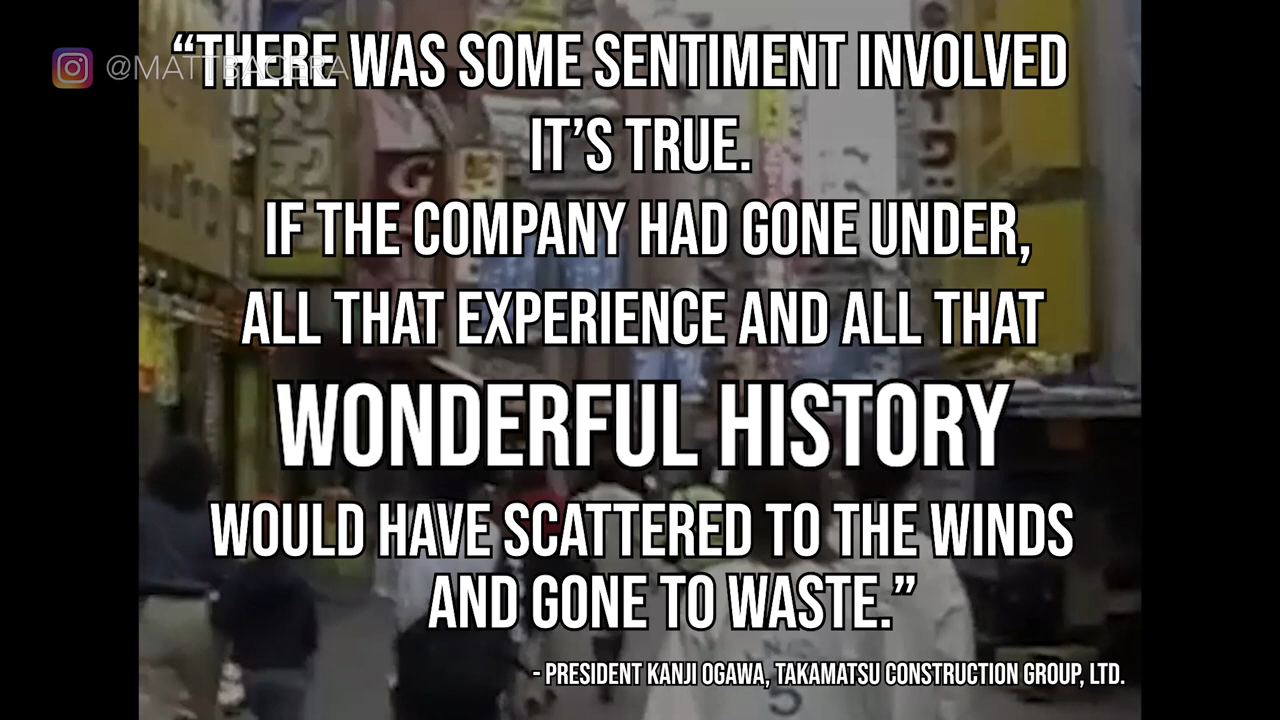 @MATTBACERA
“THERE WAS SOME SENTIMENT INVOLVED
IT’S TRUE.
IF THE COMPANY HAD GONE UNDER,
ALL THAT EXPERIENCE AND ALL THAT
WONDERFUL HISTORY
WOULD HAVE SCATTERED TO THE WINDS
AND GONE TO WASTE.”
- PRESIDENT KANJI OGAWA, TAKAMATSU CONSTRUCTION GROUP, LTD.
G
5